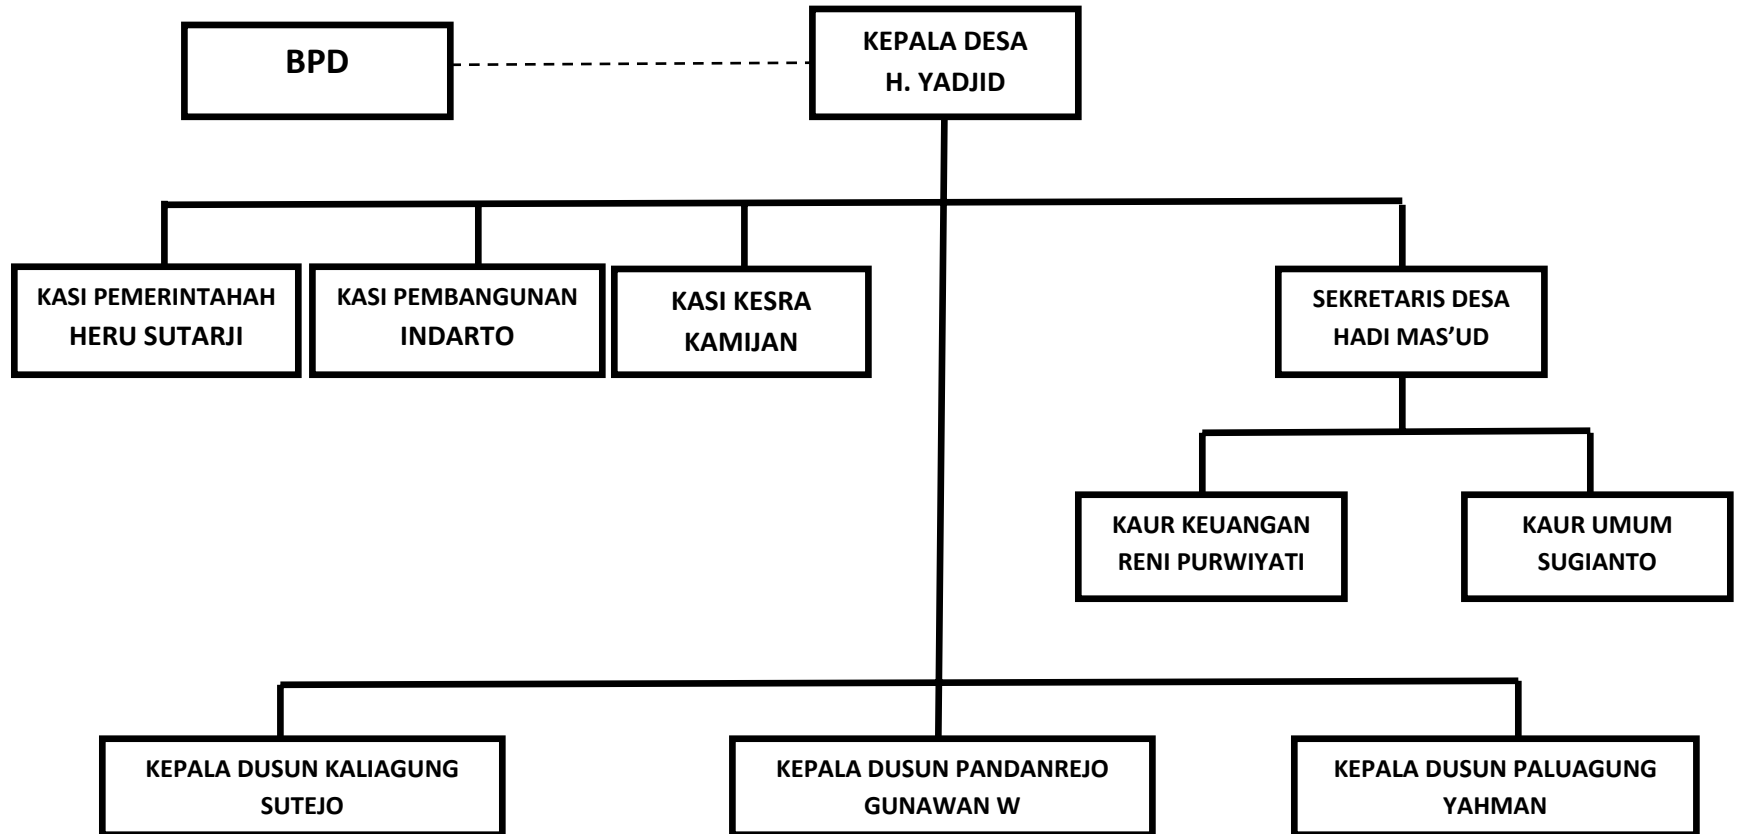 BPD
KEPALA DESA
H. YADJID
KASI PEMERINTAHAH
HERU SUTARJI
KASI PEMBANGUNAN
INDARTO
KASI KESRA
KAMIJAN
SEKRETARIS DESA
HADI MAS’UD
KAUR KEUANGAN
RENI PURWIYATI
KAUR UMUM
SUGIANTO
KEPALA DUSUN KALIAGUNG
SUTEJO
KEPALA DUSUN PANDANREJO
GUNAWAN W
KEPALA DUSUN PALUAGUNG
YAHMAN